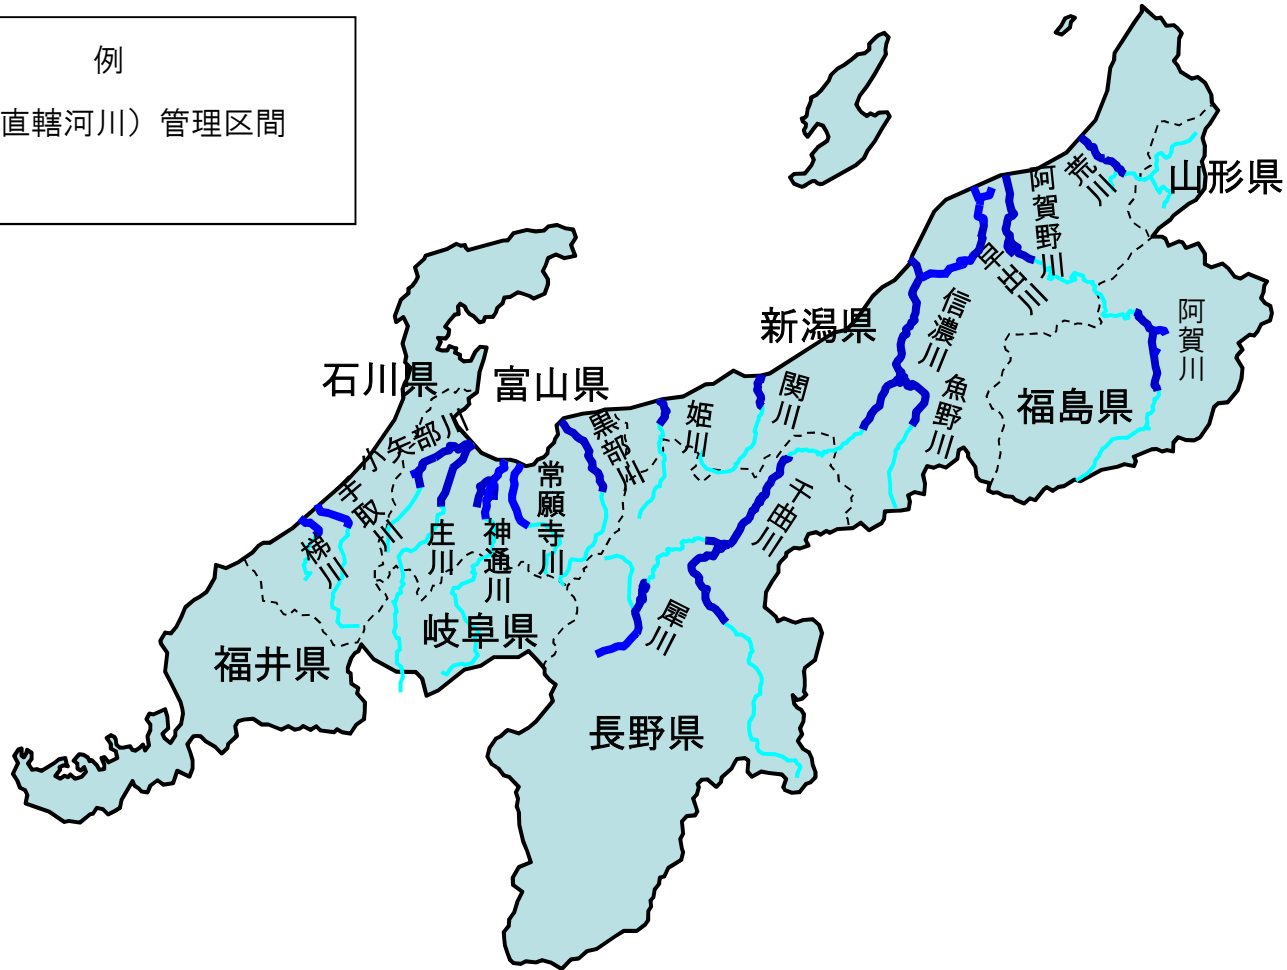 例
直轄河川）管理区間
山形県
荒川
阿賀野川
早出川
阿賀川
信濃川
新潟県
魚野川
福島県
関川
姫川
石川県
富山県
黒部川
小矢部川
常願寺川
手取川
庄川
神通川
梯川
千曲川
犀川
岐阜県
福井県
長野県